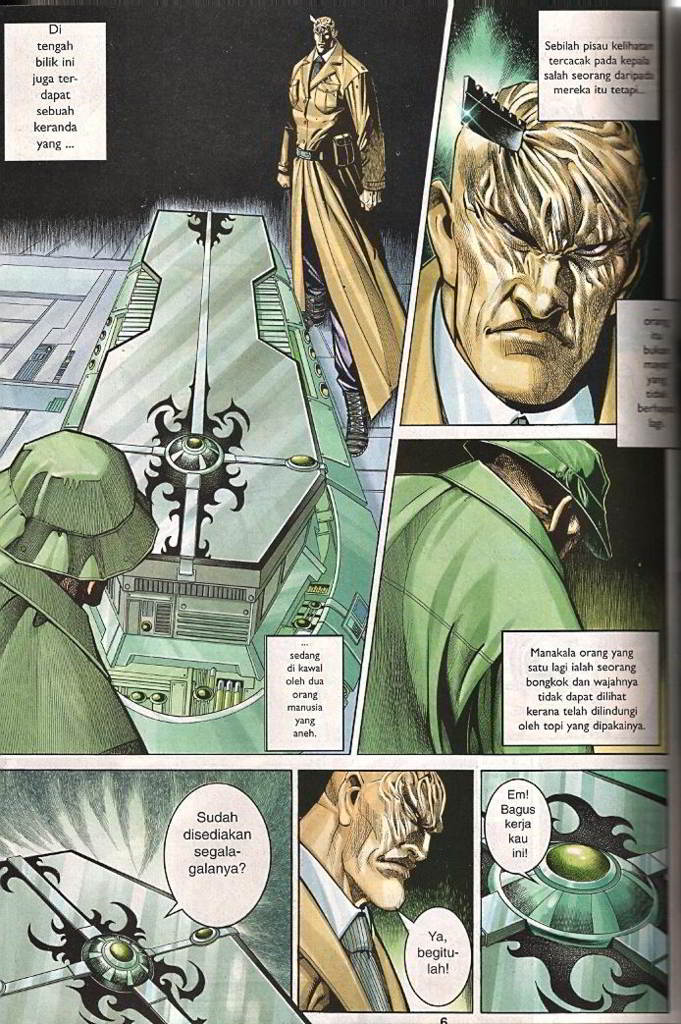 Di
tengah
bilik ini
juga ter-
dapat
sebuah
keranda
yang ...
Sebilah pisau kelihatan
tercacak pada kepala
salah seorang daripada
mereka itu tetapi...
...
orang
itu
bukan
mayat
yang
tidak
bernyawa
lagi.
...
sedang
di kawal
oleh dua
orang
manusia
yang
aneh.
Manakala orang yang
satu lagi ialah seorang
bongkok dan wajahnya
tidak dapat dilihat
kerana telah dilindungi
oleh topi yang dipakainya.
Sudah
disediakan
segala-
galanya?
Ya,
begitu-
lah!
Em!
Bagus
kerja
kau
ini!
6